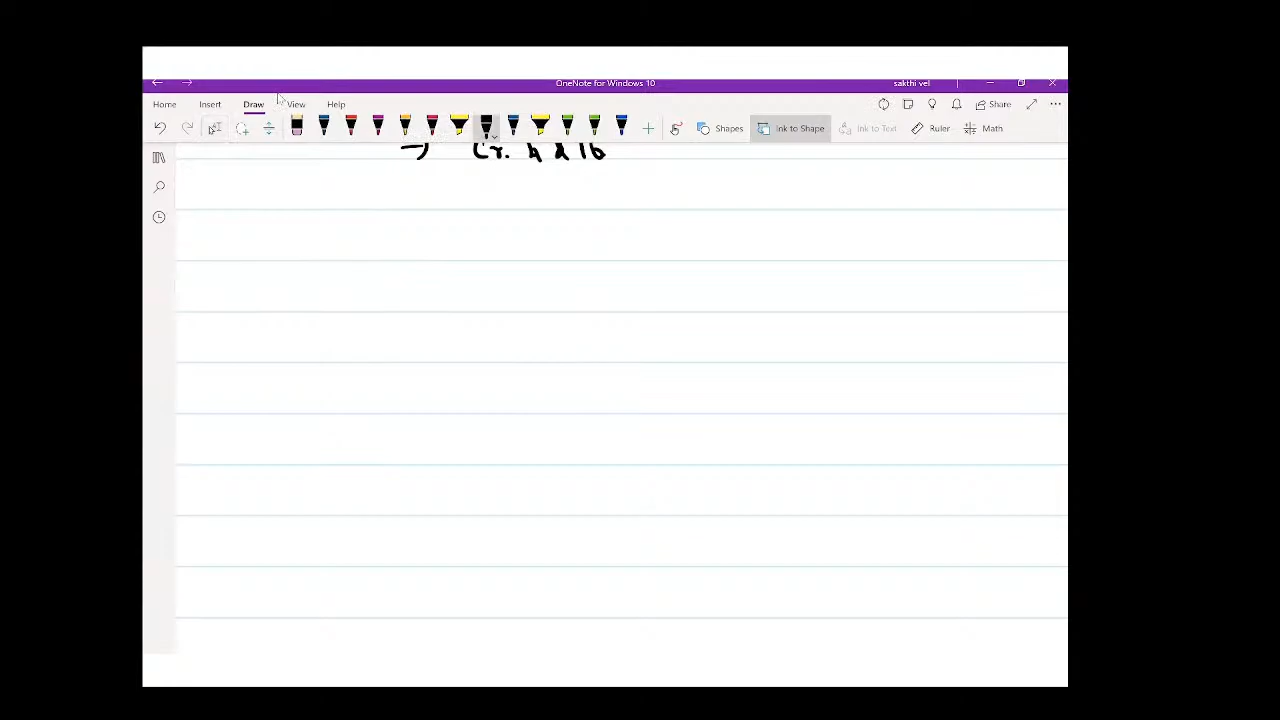 OneNote for Windows 10 sakthi vel
Home Insert Draw View Help Share
Shapes Ink to Shape Ink to Text Ruler Math
→